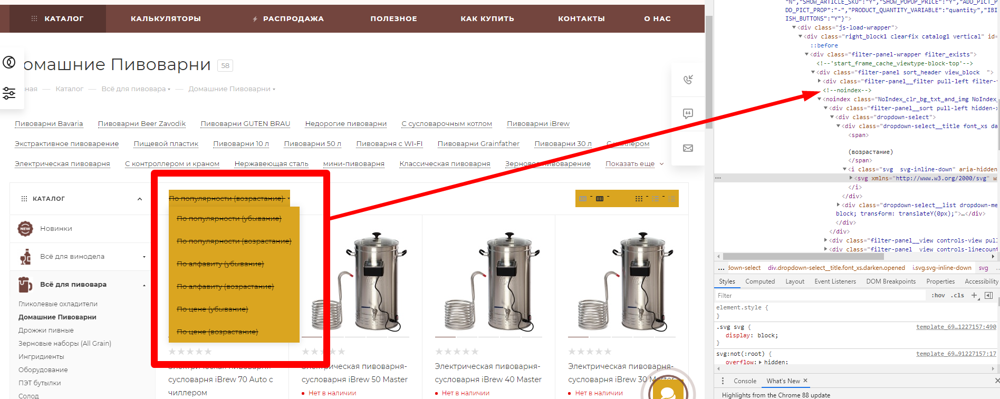 КАТАЛОГ
КАЛЬКУЛЯТОРЫ
РАСПРОДАЖА
ПОЛЕЗНОЕ
КАК КУПИТЬ
КОНТАКТЫ
О НАС
омашние Пивоварни 58
вная — Каталог — Всё для пивовара — Домашние Пивоварни
Пивоварни Bavaria
Пивоварни Beer Zavodik
Пивоварни GUTEN BRAU
Недорогие пивоварни
С сусловарочным котлом
Пивоварни iBrew
Экстрактивное пивоварение
Пищевой пластик
Пивоварни 10 л
Пивоварни 50 л
Пивоварня с WI-FI
Пивоварни Grainfather
Пивоварни 30 л
Электрическая пивоварня
С контроллером и краном
Нержавеющая сталь
мини-пивоварня
Классическая пивоварня
Зерновое пивоварение
Показать еще
КАТАЛОГ
NEW
Новинки
Всё для винодела
Всё для пивовара
Гликолевые охладители
Домашние Пивоварни
Дрожжи пивные
Зерновые наборы (All Grain)
Ингридиенты
Оборудование
ПЭТ бутылки
Солод
По популярности (возрастание)
По популярности (убывание)
По популярности (возрастание)
По алфавиту (убывание)
По алфавиту (возрастание)
По цене (убывание)
По цене (возрастание)
Электрическая пивоварня-
сусловарня iBrew 70 Auto с
чиллером
Электрическая пивоварня-
сусловарня iBrew 50 Master
Нет в наличии
Электрическая пивоварня-
сусловарня iBrew 40 Master
Нет в наличии
Электрическая пивоварня-
сусловарня iBrew 30 Master
Нет в наличии
"N","SHOW_ARTICLE_SKU":"Y","SHOW_POPUP_PRICE":"Y","ADD_PICT_P
DD_PICT_PROP":"-","PRODUCT_QUANTITY_VARIABLE":"quantity","IBI
ISH_BUTTONS":"Y"}">
<div class="js-load-wrapper">
<div class="right_block1 clearfix catalog1 vertical" id=
::before
<div class="filter-panel-wrapper filter_exists">
<!--'start_frame_cache_viewtype-block-top'-->
<div class="filter-panel sort_header view_block  ">
<div class="filter-panel__filter pull-left filter-
<!--noindex-->
<noindex class="NoIndex_clr_bg_txt_and_img NoIndex_
<div class="filter-panel__sort pull-left hidden-x
<div class="dropdown-select">
<div class="dropdown-select__title font_xs da
<span>
(возрастание)
</span>
<i class="svg  svg-inline-down" aria-hidden
<svg xmlns="http://www.w3.org/2000/svg" w
</i>
</div>
<div class="dropdown-select__list dropdown-me
block; transform: translateY(0px);">…</div>
</div>
</div>
<div class="filter-panel__view controls-view pull
<div class="filter-panel__view controls-linecount
... down-select div.dropdown-select__title.font_xs.darken.opened i.svg.svg-inline-down svg ...
Styles Computed Layout Event Listeners DOM Breakpoints Properties Accessibility
Filter :hov .cls +
element.style {
}
.svg svg { template_69…1227157:490
display: block;
}
svg:not(:root) { template_69…91227157:17
overflow: hidden;
Console What's New ×
Highlights from the Chrome 88 update